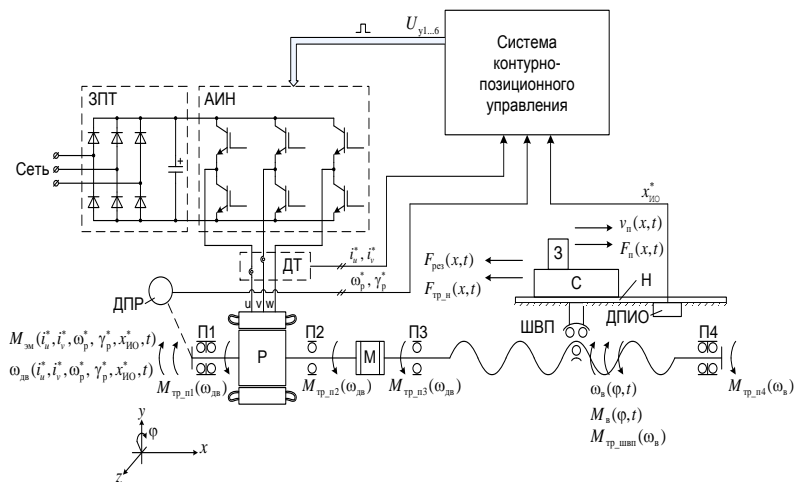 U_y1...6
Система
контурно-
позиционного
управления
ЗПТ
АИН
Сеть
+
x*_ИО
v_п(x,t)
F_п(x,t)
F_рез(x,t)
F_тр_н(x,t)
З
С
Н
i*_u, i*_v
ДТ
ω*_р, γ*_р
ДПР
u v w
ШВП
ДПИО
П1
П2
П3
П4
M_эм(i*_u, i*_v, ω*_р, γ*_р, x*_ИО, t)
ω_дв(i*_u, i*_v, ω*_р, γ*_р, x*_ИО, t)
Р
М
M_тр_п1(ω_дв)
M_тр_п2(ω_дв)
M_тр_п3(ω_дв)
M_тр_п4(ω_дв)
ω_в(φ,t)
M_в(φ,t)
M_тр_швп(ω_в)
y
φ
x
z